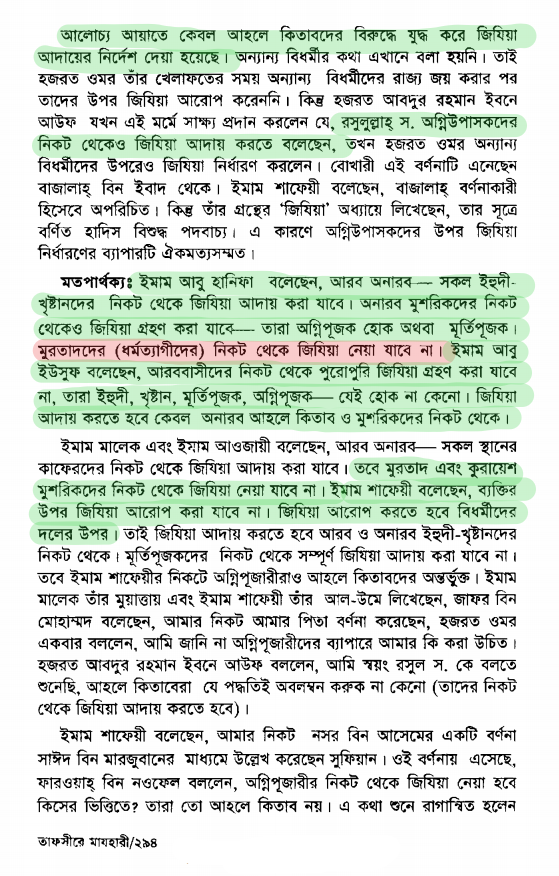 আলোচ্য আয়াতে কেবল আহলে কিতাবদের বিরুদ্ধে যুদ্ধ করে জিযিয়া
আদায়ের নির্দেশ দেয়া হয়েছে। অন্যান্য বিধর্মীর কথা এখানে বলা হয়নি। তাই
হজরত ওমর তাঁর খেলাফতের সময় অন্যান্য বিধর্মীদের রাজ্য জয় করার পর
তাদের উপর জিযিয়া আরোপ করেননি। কিন্তু হজরত আবদুর রহমান ইবনে
আউফ যখন এই মর্মে সাক্ষ্য প্রদান করলেন যে, রসুলুল্লাহ্ স. অগ্নিউপাসকদের
নিকট থেকেও জিযিয়া আদায় করতে বলেছেন, তখন হজরত ওমর অন্যান্য
বিধর্মীদের উপরেও জিযিয়া নির্ধারণ করলেন। বোখারী এই বর্ণনাটি এনেছেন
বাজালাহ্ বিন ইবাদ থেকে। ইমাম শাফেয়ী বলেছেন, বাজালাহ্ বর্ণনাকারী
হিসেবে অপরিচিত। কিন্তু তাঁর গ্রন্থের ‘জিযিয়া’ অধ্যায়ে লিখেছেন, তার সূত্রে
বর্ণিত হাদিস বিশুদ্ধ পদবাচ্য। এ কারণে অগ্নিউপাসকদের উপর জিযিয়া
নির্ধারণের ব্যাপারটি ঐকমত্যসম্মত।
মতপার্থক্যঃ ইমাম আবু হানিফা বলেছেন, আরব অনারব— সকল ইহুদী-
খৃষ্টানদের নিকট থেকে জিযিয়া আদায় করা যাবে। অনারব মুশরিকদের নিকট
থেকেও জিযিয়া গ্রহণ করা যাবে— তারা অগ্নিপূজক হোক অথবা মূর্তিপূজক।
মুরতাদদের (ধর্মত্যাগীদের) নিকট থেকে জিযিয়া নেয়া যাবে না। ইমাম আবু
ইউসুফ বলেছেন, আরববাসীদের নিকট থেকে পুরোপুরি জিযিয়া গ্রহণ করা যাবে
না, তারা ইহুদী, খৃষ্টান, মূর্তিপূজক, অগ্নিপূজক— যেই হোক না কেনো। জিযিয়া
আদায় করতে হবে কেবল অনারব আহলে কিতাব ও মুশরিকদের নিকট থেকে।
ইমাম মালেক এবং ইমাম আওজায়ী বলেছেন, আরব অনারব— সকল স্থানের
কাফেরদের নিকট থেকে জিযিয়া আদায় করা যাবে। তবে মুরতাদ এবং কুরায়েশ
মুশরিকদের নিকট থেকে জিযিয়া নেয়া যাবে না। ইমাম শাফেয়ী বলেছেন, ব্যক্তির
উপর জিযিয়া আরোপ করা যাবে না। জিযিয়া আরোপ করতে হবে বিধর্মীদের
দলের উপর। তাই জিযিয়া আদায় করতে হবে আরব ও অনারব ইহুদী-খৃষ্টানদের
নিকট থেকে। মূর্তিপূজকদের নিকট থেকে সম্পূর্ণ জিযিয়া আদায় করা যাবে না।
তবে ইমাম শাফেয়ীর নিকটে অগ্নিপূজারীরাও আহলে কিতাবদের অন্তর্ভূক্ত। ইমাম
মালেক তাঁর মুয়াত্তায় এবং ইমাম শাফেয়ী তাঁর আল-উমে লিখেছেন, জাফর বিন
মোহাম্মদ বলেছেন, আমার নিকট আমার পিতা বর্ণনা করেছেন, হজরত ওমর
একবার বললেন, আমি জানি না অগ্নিপূজারীদের ব্যাপারে আমার কি করা উচিত।
হজরত আবদুর রহমান ইবনে আউফ বললেন, আমি স্বয়ং রসুল স. কে বলতে
শুনেছি, আহলে কিতাবেরা যে পদ্ধতিই অবলম্বন করুক না কেনো (তাদের নিকট
থেকে জিযিয়া আদায় করতে হবে)।
ইমাম শাফেয়ী বলেছেন, আমার নিকট নসর বিন আসেমের একটি বর্ণনা
সাঈদ বিন মারজুবানের মাধ্যমে উল্লেখ করেছেন সুফিয়ান। ওই বর্ণনায় এসেছে,
ফারওয়াহ্ বিন নওফেল বললেন, অগ্নিপূজারীর নিকট থেকে জিযিয়া নেয়া হবে
কিসের ভিত্তিতে? তারা তো আহলে কিতাব নয়। এ কথা শুনে রাগান্বিত হলেন
তাফসীরে মাযহারী/২৯৪